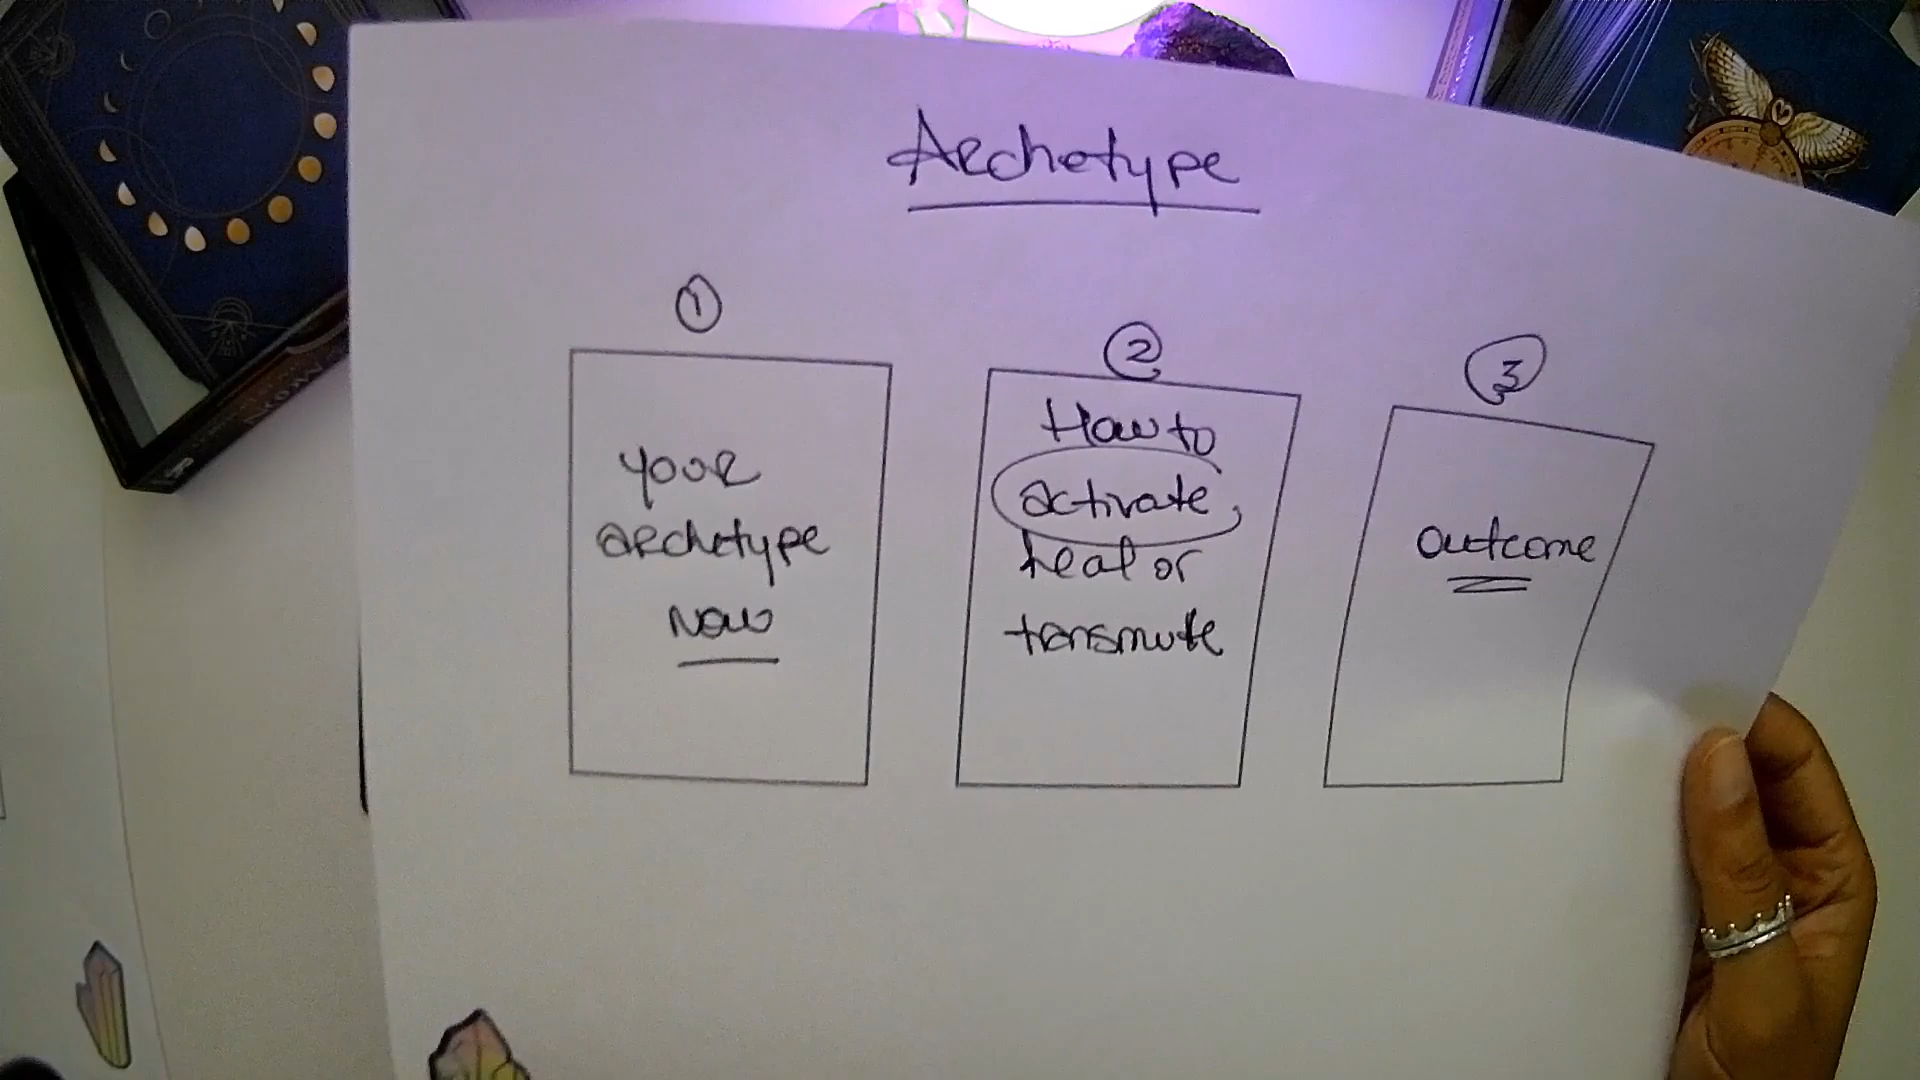 Archetype
1
your
archetype
now
2
How to
activate,
heal or
transmute
3
outcome